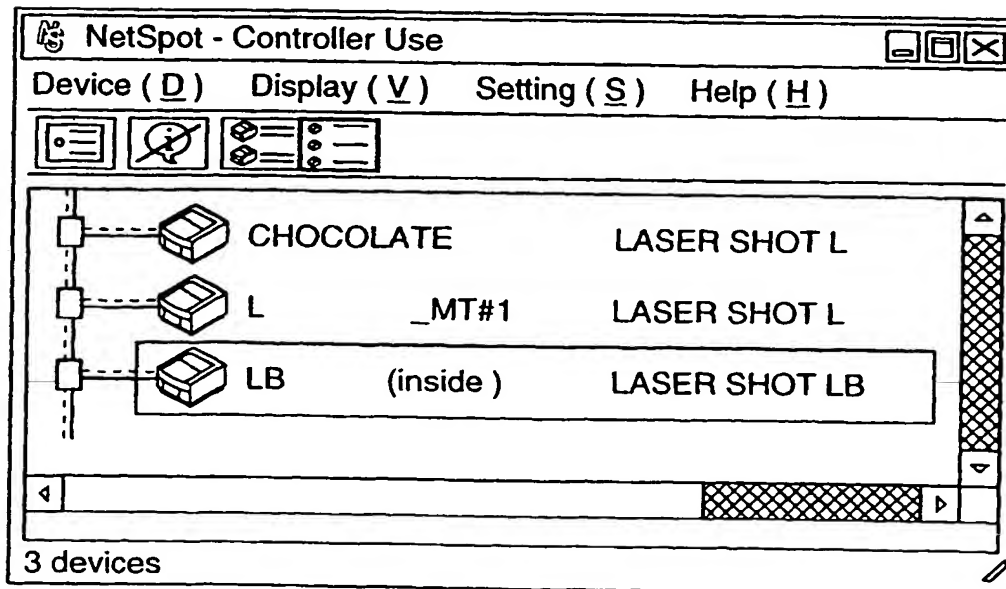 NetSpot - Controller Use
Device ( D ) Display ( V ) Setting ( S ) Help ( H )
CHOCOLATE LASER SHOT L
L _MT#1 LASER SHOT L
LB (inside ) LASER SHOT LB
3 devices